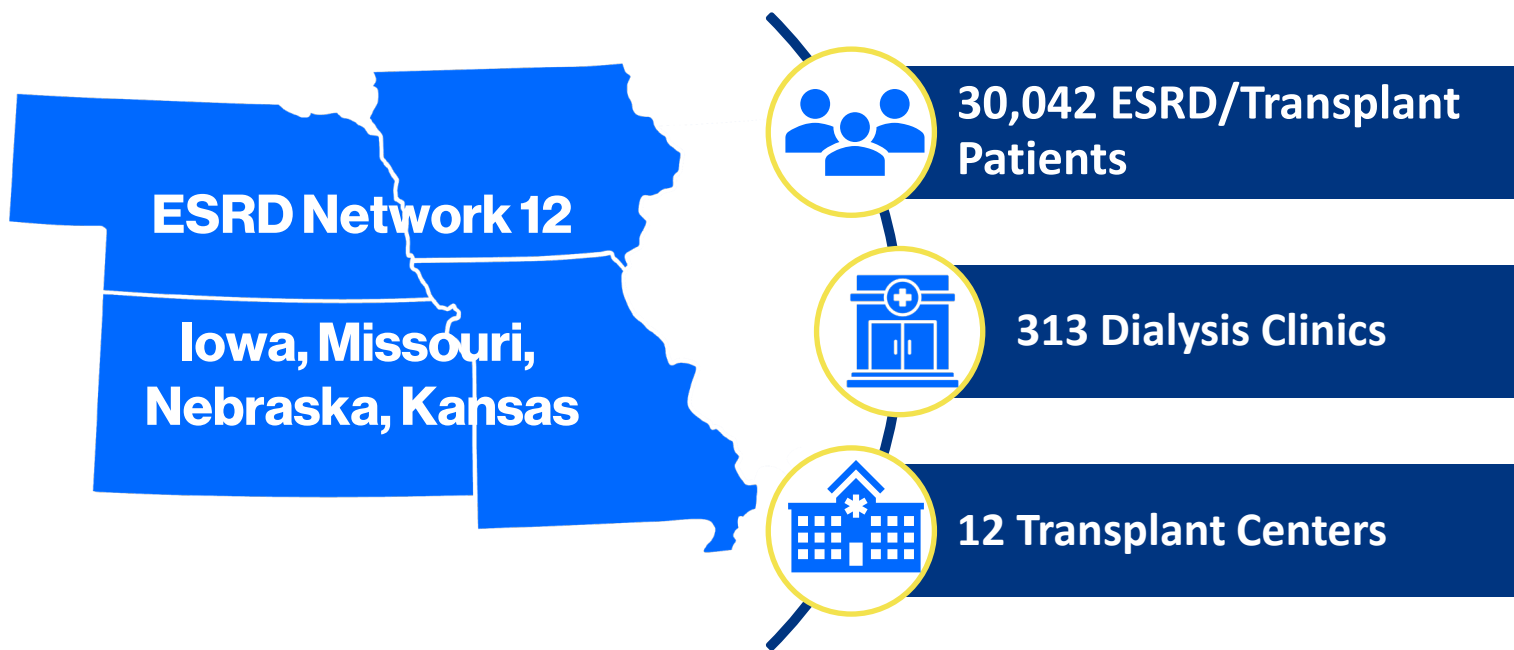 ESRD Network 12
Iowa, Missouri,
Nebraska, Kansas
30,042 ESRD/Transplant
Patients
313 Dialysis Clinics
12 Transplant Centers